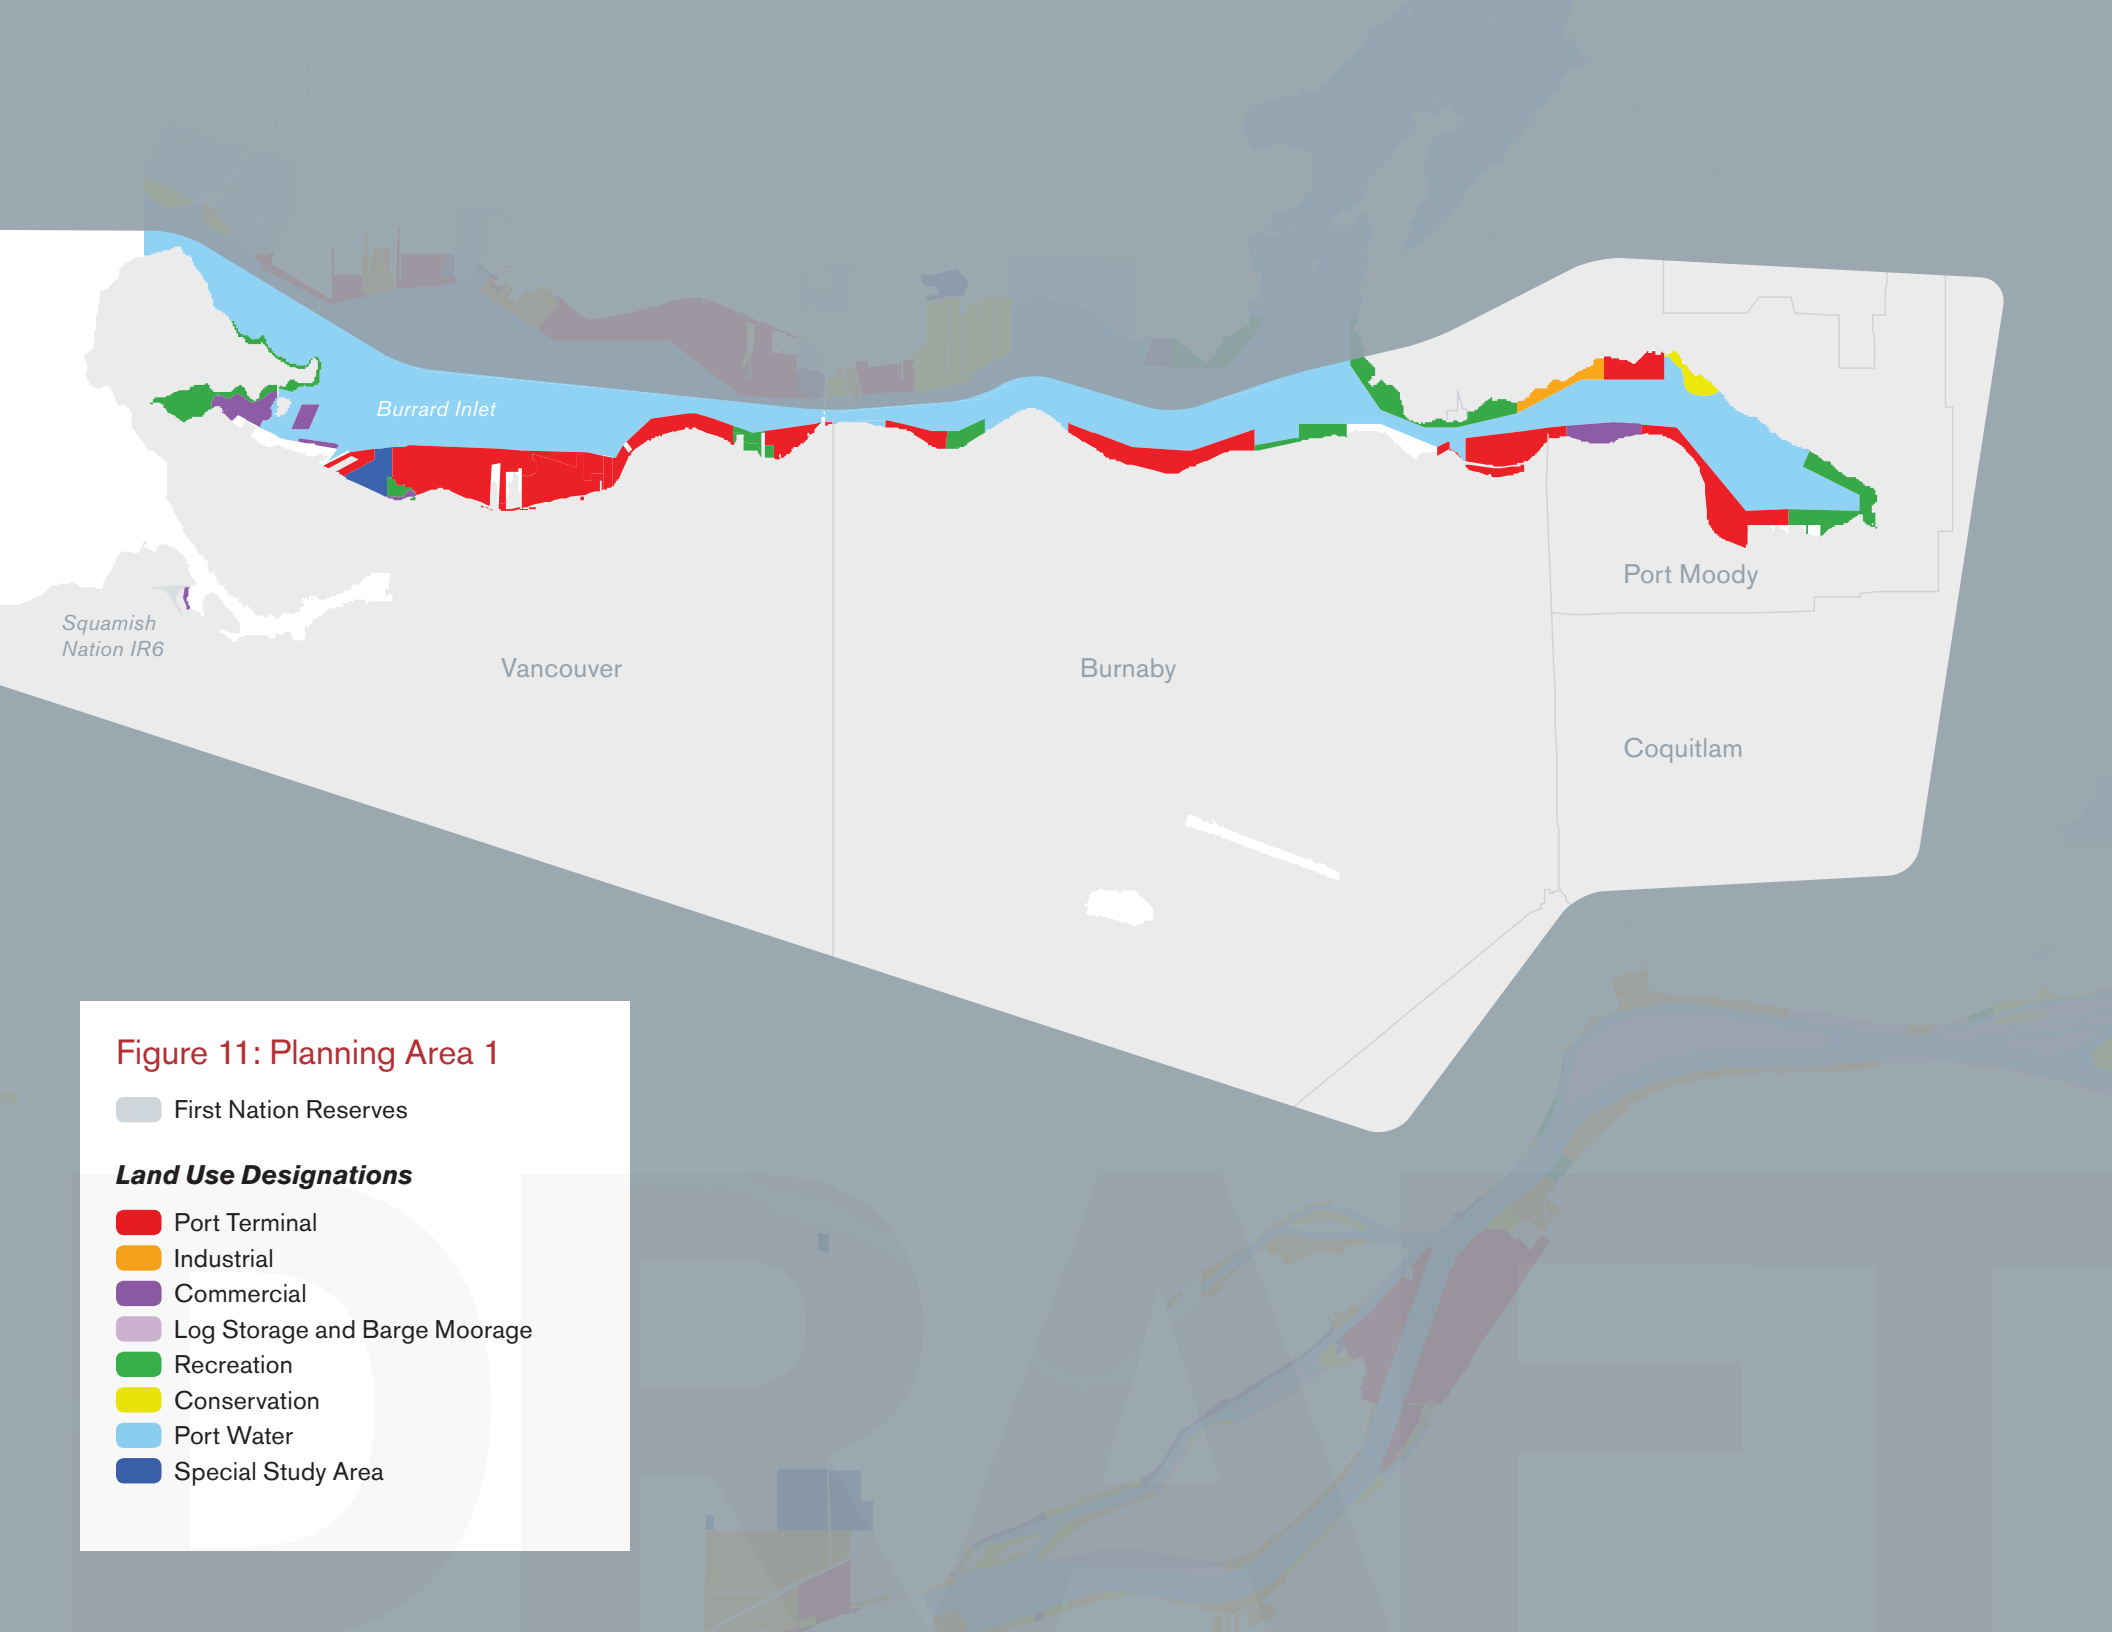 Burrard Inlet
Port Moody
Squamish
Nation IR6
Vancouver
Burnaby
Coquitlam
Figure 11: Planning Area 1
First Nation Reserves
Land Use Designations
Port Terminal
Industrial
Commercial
Log Storage and Barge Moorage
Recreation
Conservation
Port Water
Special Study Area
DRAFT